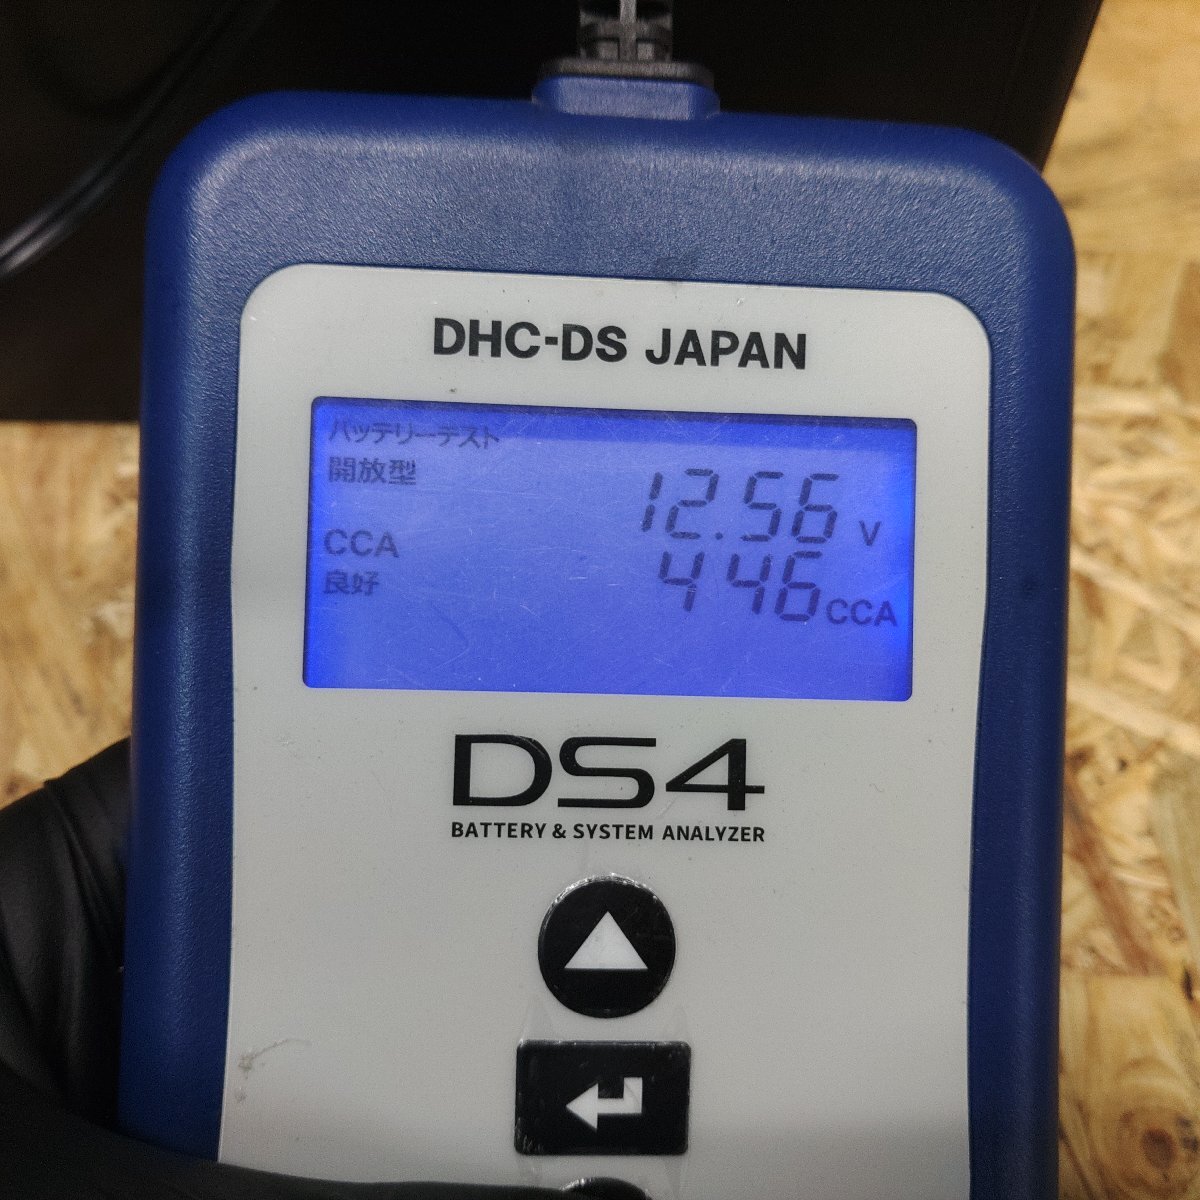 DHC-DS JAPAN
バッテリーテスト
開放型
12.56 V
CCA
446 CCA
良好
DS4
BATTERY & SYSTEM ANALYZER